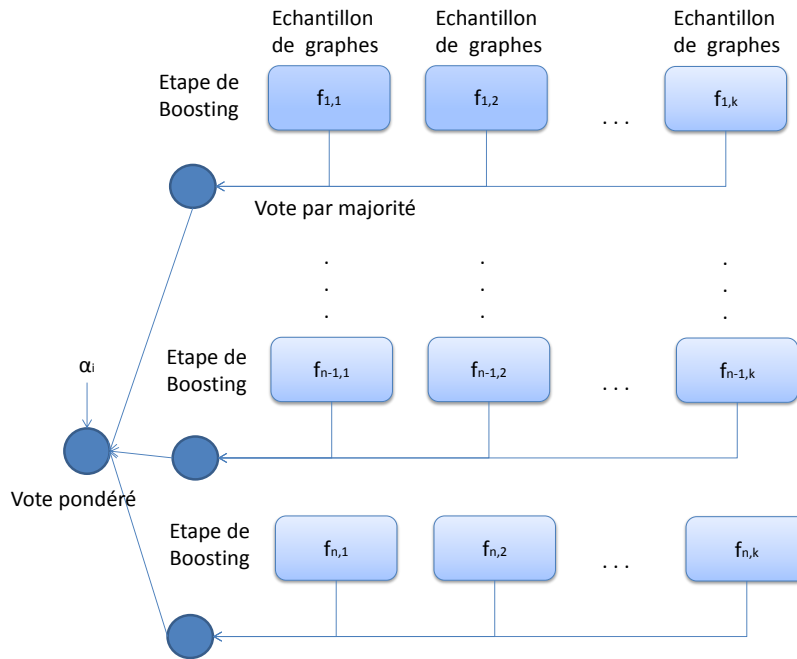 Echantillon
de graphes
Echantillon
de graphes
Echantillon
de graphes
Etape de
Boosting
f1,1
f1,2
. . .
f1,k
Vote par majorité
. . .
. . .
. . .
Etape de
Boosting
fn-1,1
fn-1,2
. . .
fn-1,k
αi
Vote pondéré
Etape de
Boosting
fn,1
fn,2
. . .
fn,k